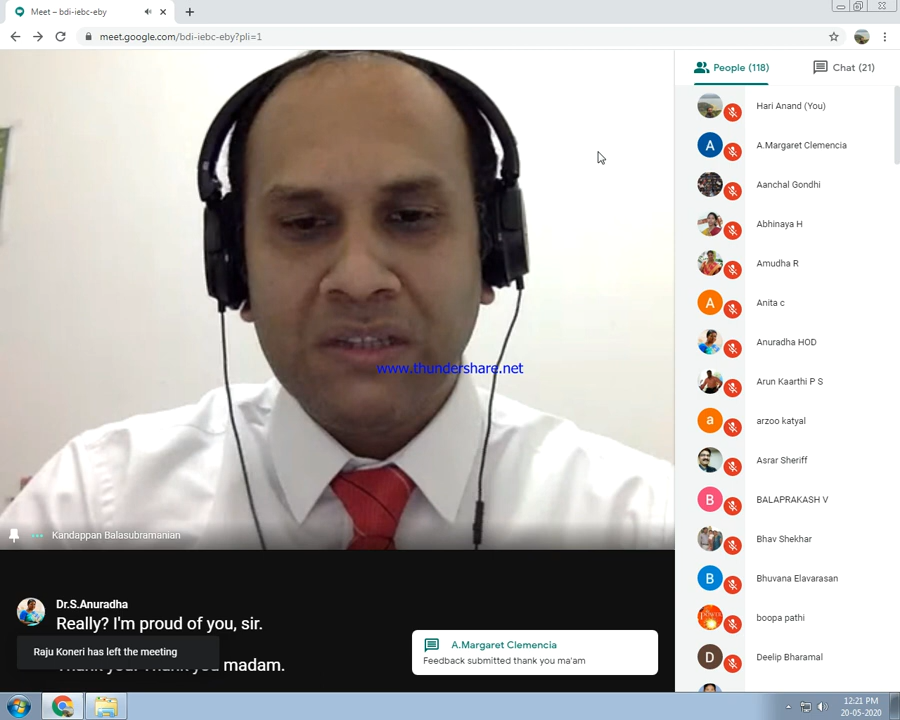 Meet – bdi-iebc-eby
meet.google.com/bdi-iebc-eby?pli=1
People (118)
Chat (21)
Hari Anand (You)
A
A.Margaret Clemencia
Aanchal Gondhi
Abhinaya H
Amudha R
A
Anita c
Anuradha HOD
Arun Kaarthi P S
a
arzoo katyal
Asrar Sheriff
B
BALAPRAKASH V
Bhav Shekhar
B
Bhuvana Elavarasan
boopa pathi
D
Deelip Bharamal
www.thundershare.net
Kandappan Balasubramanian
Dr.S.Anuradha
Really? I'm proud of you, sir.
Raju Koneri has left the meeting
you madam.
A.Margaret Clemencia
Feedback submitted thank you ma'am
12:21 PM
20-05-2020